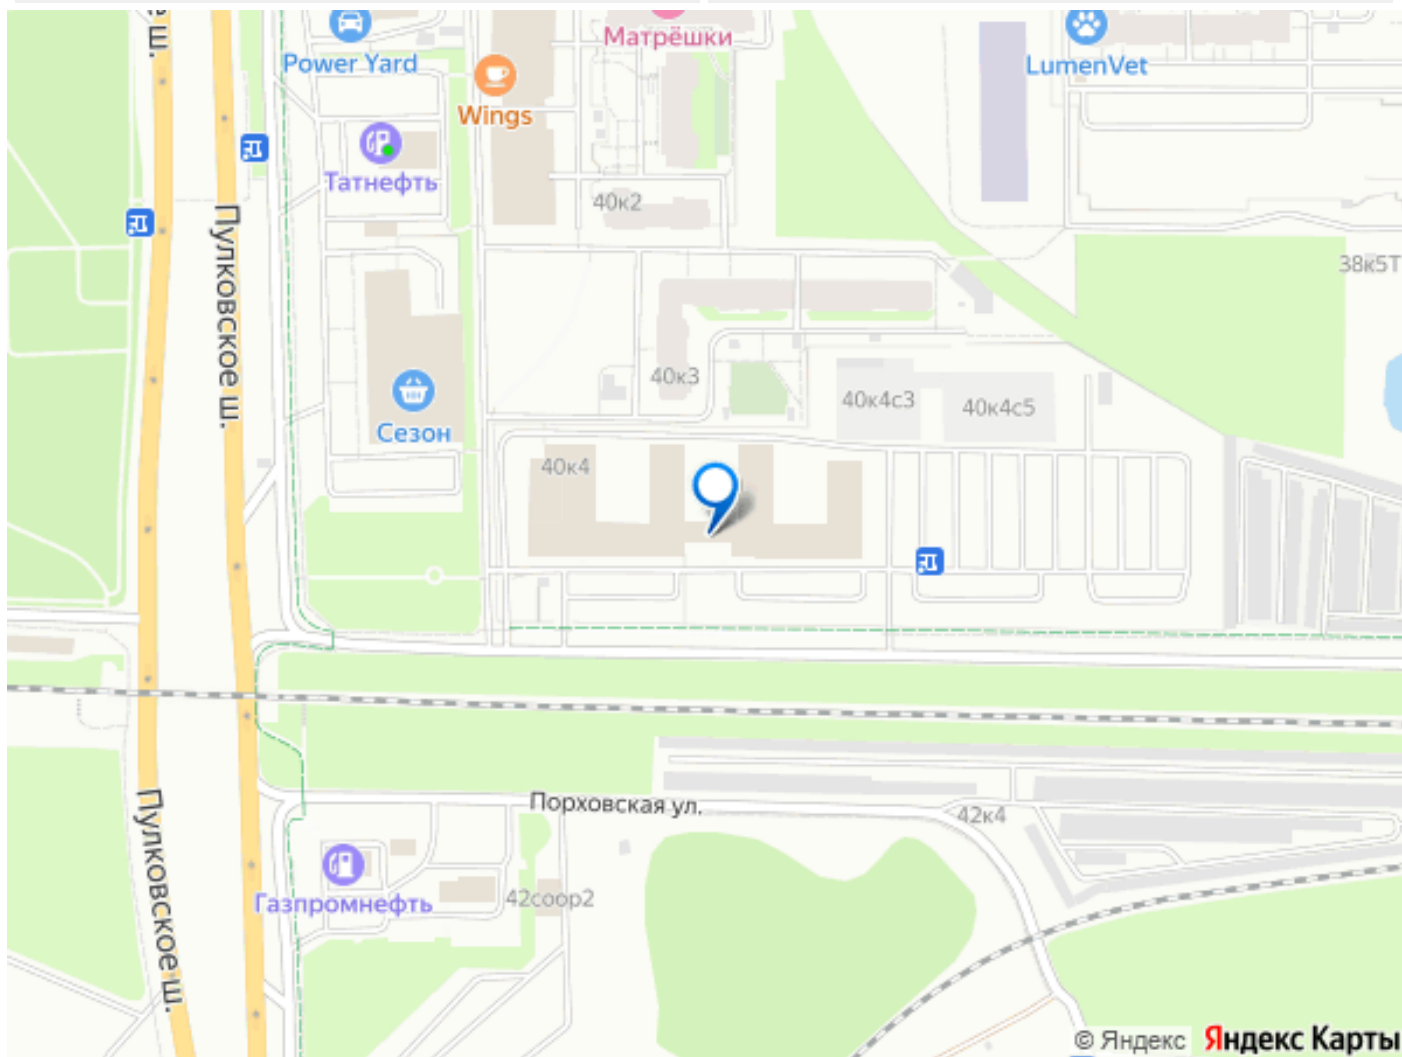 ш.
Матрёшки
Power Yard
LumenVet
Wings
Татнефть
40к2
Пулковское ш.
38к5Т
40к3
40к4с3
40к4с5
Сезон
40к4
Порховская ул.
42к4
Пулковское ш.
Газпромнефть
42соор2
© Яндекс Яндекс Карты